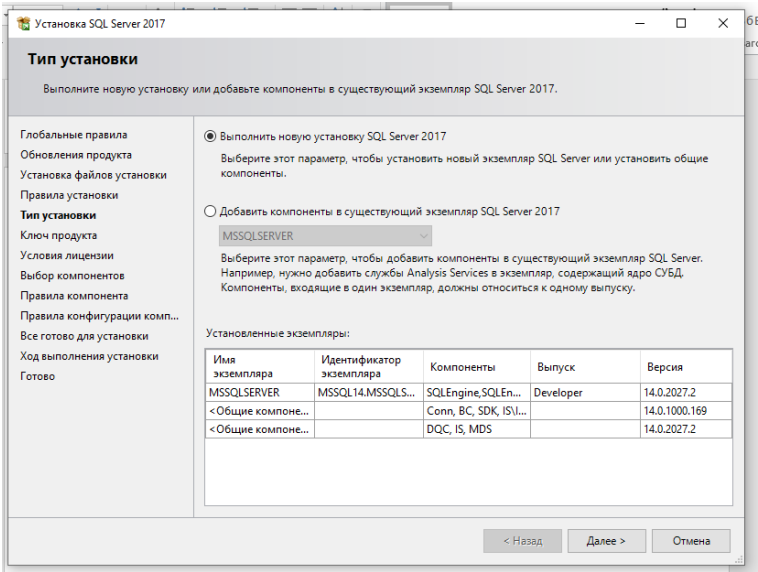 Установка SQL Server 2017
Тип установки
Выполните новую установку или добавьте компоненты в существующий экземпляр SQL Server 2017.
Глобальные правила
Обновления продукта
Установка файлов установки
Правила установки
Тип установки
Ключ продукта
Условия лицензии
Выбор компонентов
Правила компонента
Правила конфигурации комп...
Все готово для установки
Ход выполнения установки
Готово
Выполнить новую установку SQL Server 2017
Выберите этот параметр, чтобы установить новый экземпляр SQL Server или установить общие
компоненты.
Добавить компоненты в существующий экземпляр SQL Server 2017
MSSQLSERVER
Выберите этот параметр, чтобы добавить компоненты в существующий экземпляр SQL Server.
Например, нужно добавить службы Analysis Services в экземпляр, содержащий ядро СУБД.
Компоненты, входящие в один экземпляр, должны относиться к одному выпуску.
Установленные экземпляры:
Имя экземпляра Идентификатор экземпляра Компоненты Выпуск Версия
MSSQLSERVER MSSQL14.MSSQLS... SQLEngine,SQLEn... Developer 14.0.2027.2
<Общие компоне... Conn, BC, SDK, IS\I... 14.0.1000.169
<Общие компоне... DQC, IS, MDS 14.0.2027.2
< Назад Далее > Отмена